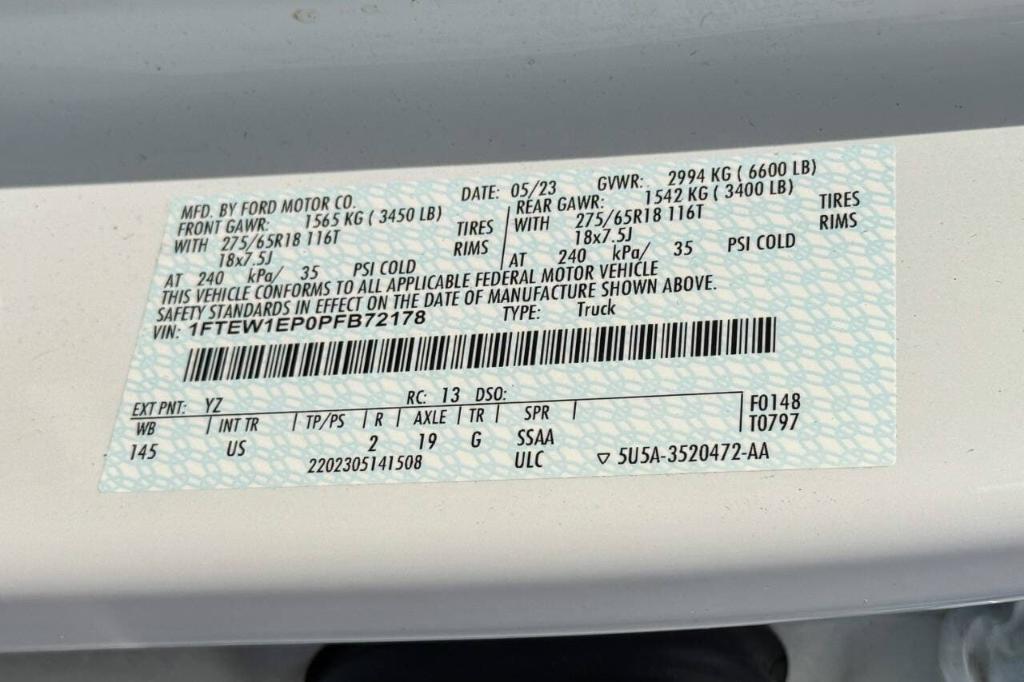 MFD. BY FORD MOTOR CO. DATE: 05/23 GVWR: 2994 KG ( 6600 LB)
FRONT GAWR: 1565 KG ( 3450 LB) REAR GAWR: 1542 KG ( 3400 LB)
WITH 275/65R18 116T TIRES WITH 275/65R18 116T TIRES
18x7.5J RIMS 18x7.5J RIMS
AT 240 kPa/ 35 PSI COLD AT 240 kPa/ 35 PSI COLD
THIS VEHICLE CONFORMS TO ALL APPLICABLE FEDERAL MOTOR VEHICLE
SAFETY STANDARDS IN EFFECT ON THE DATE OF MANUFACTURE SHOWN ABOVE.
VIN: 1FTEW1EP0PFB72178 TYPE: Truck
EXT PNT: YZ RC: 13 DSO:
WB INT TR TP/PS R AXLE TR SPR F0148
145 US 2 19 G SSAA T0797
2202305141508 ULC ▽ 5U5A-3520472-AA